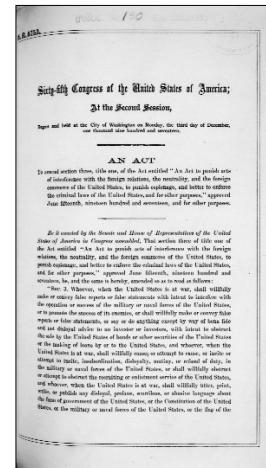 H.R. 8753.
Sixty-fifth Congress of the United States of America;
At the Second Session,
Begun and held at the City of Washington on Monday, the third day of December,
one thousand nine hundred and seventeen.
AN ACT
To amend section three, title one, of the Act entitled "An Act to punish acts
of interference with the foreign relations, the neutrality, and the foreign
commerce of the United States, to punish espionage, and better to enforce
the criminal laws of the United States, and for other purposes," approved
June fifteenth, nineteen hundred and seventeen, and for other purposes.
Be it enacted by the Senate and House of Representatives of the United
States of America in Congress assembled, That section three of title one of
the Act entitled "An Act to punish acts of interference with the foreign
relations, the neutrality, and the foreign commerce of the United States, to
punish espionage, and better to enforce the criminal laws of the United States,
and for other purposes," approved June fifteenth, nineteen hundred and
seventeen, be, and the same is hereby, amended so as to read as follows:
"Sec. 3. Whoever, when the United States is at war, shall willfully
make or convey false reports or false statements with intent to interfere with
the operation or success of the military or naval forces of the United States,
or to promote the success of its enemies, or shall willfully make or convey false
reports or false statements, or say or do anything except by way of bona fide
and not disloyal advice to an investor or investors, with intent to obstruct
the sale by the United States of bonds or other securities of the United States
or the making of loans by or to the United States, and whoever, when the
United States is at war, shall willfully cause, or attempt to cause, or incite or
attempt to incite, insubordination, disloyalty, mutiny, or refusal of duty, in
the military or naval forces of the United States, or shall willfully obstruct
or attempt to obstruct the recruiting or enlistment service of the United States,
and whoever, when the United States is at war, shall willfully utter, print,
write, or publish any disloyal, profane, scurrilous, or abusive language about
the form of government of the United States, or the Constitution of the United
States, or the military or naval forces of the United States, or the flag of the